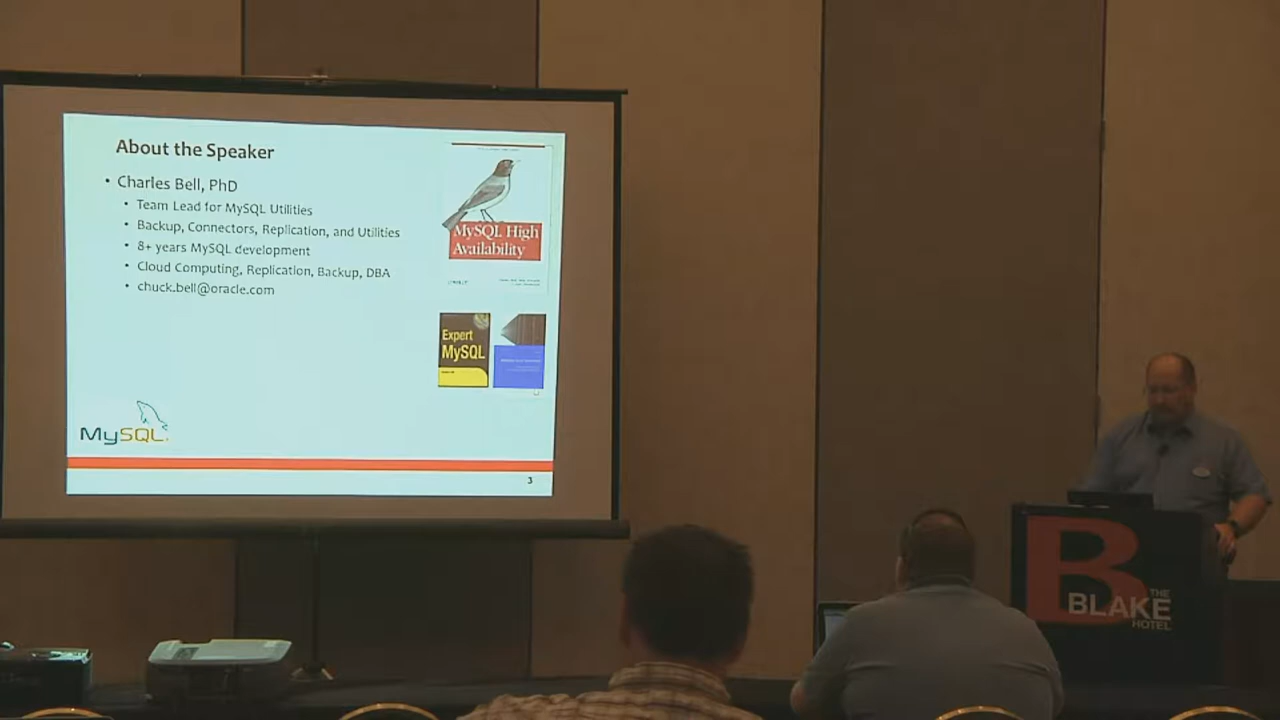 About the Speaker
• Charles Bell, PhD
• Team Lead for MySQL Utilities
• Backup, Connectors, Replication, and Utilities
• 8+ years MySQL development
• Cloud Computing, Replication, Backup, DBA
• chuck.bell@oracle.com
MySQL High
Availability
Expert
MySQL
MySQL
3
B
THE
BLAKE
HOTEL